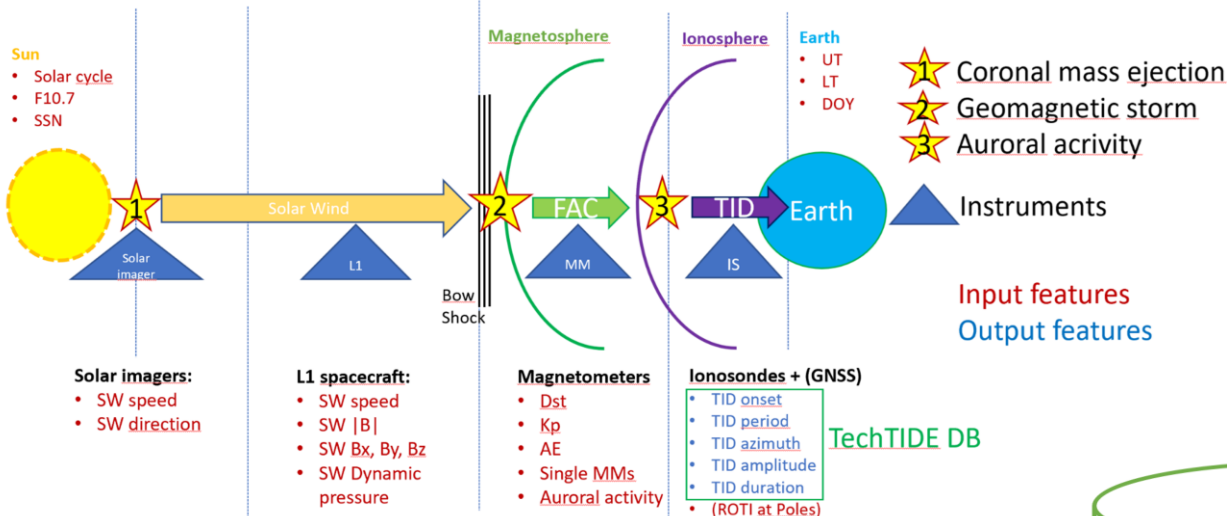 Sun
• Solar cycle
• F10.7
• SSN
Magnetosphere
Ionosphere
Earth
• UT
• LT
• DOY
1 Coronal mass ejection
2 Geomagnetic storm
3 Auroral acrivity
Instruments
Input features
Output features
1
Solar Wind
2
FAC
3
TID
Earth
Solar
imager
L1
MM
IS
Bow
Shock
Solar imagers:
• SW speed
• SW direction
L1 spacecraft:
• SW speed
• SW |B|
• SW Bx, By, Bz
• SW Dynamic
pressure
Magnetometers
• Dst
• Kp
• AE
• Single MMs
• Auroral activity
Ionosondes + (GNSS)
• TID onset
• TID period
• TID azimuth
• TID amplitude
• TID duration
• (ROTI at Poles)
TechTIDE DB